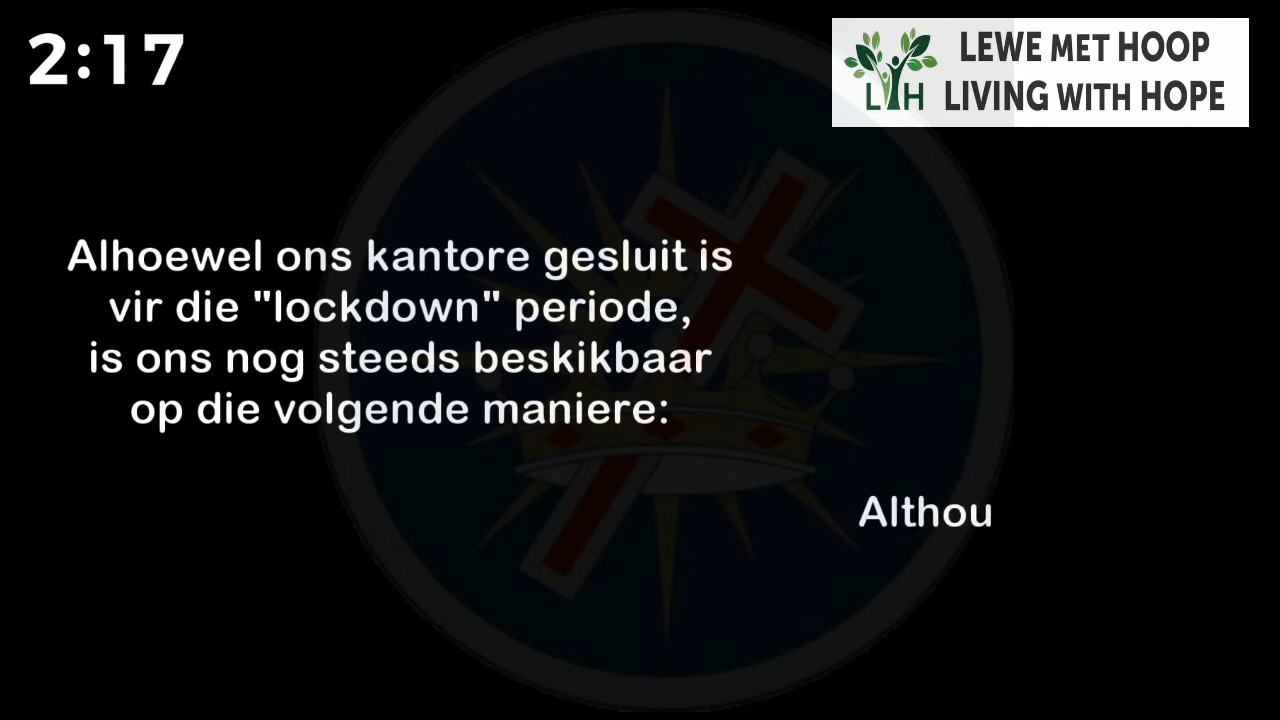 2:17
LEWE MET HOOP
LIVING WITH HOPE
LH
Alhoewel ons kantore gesluit is
vir die "lockdown" periode,
is ons nog steeds beskikbaar
op die volgende maniere:
Althou